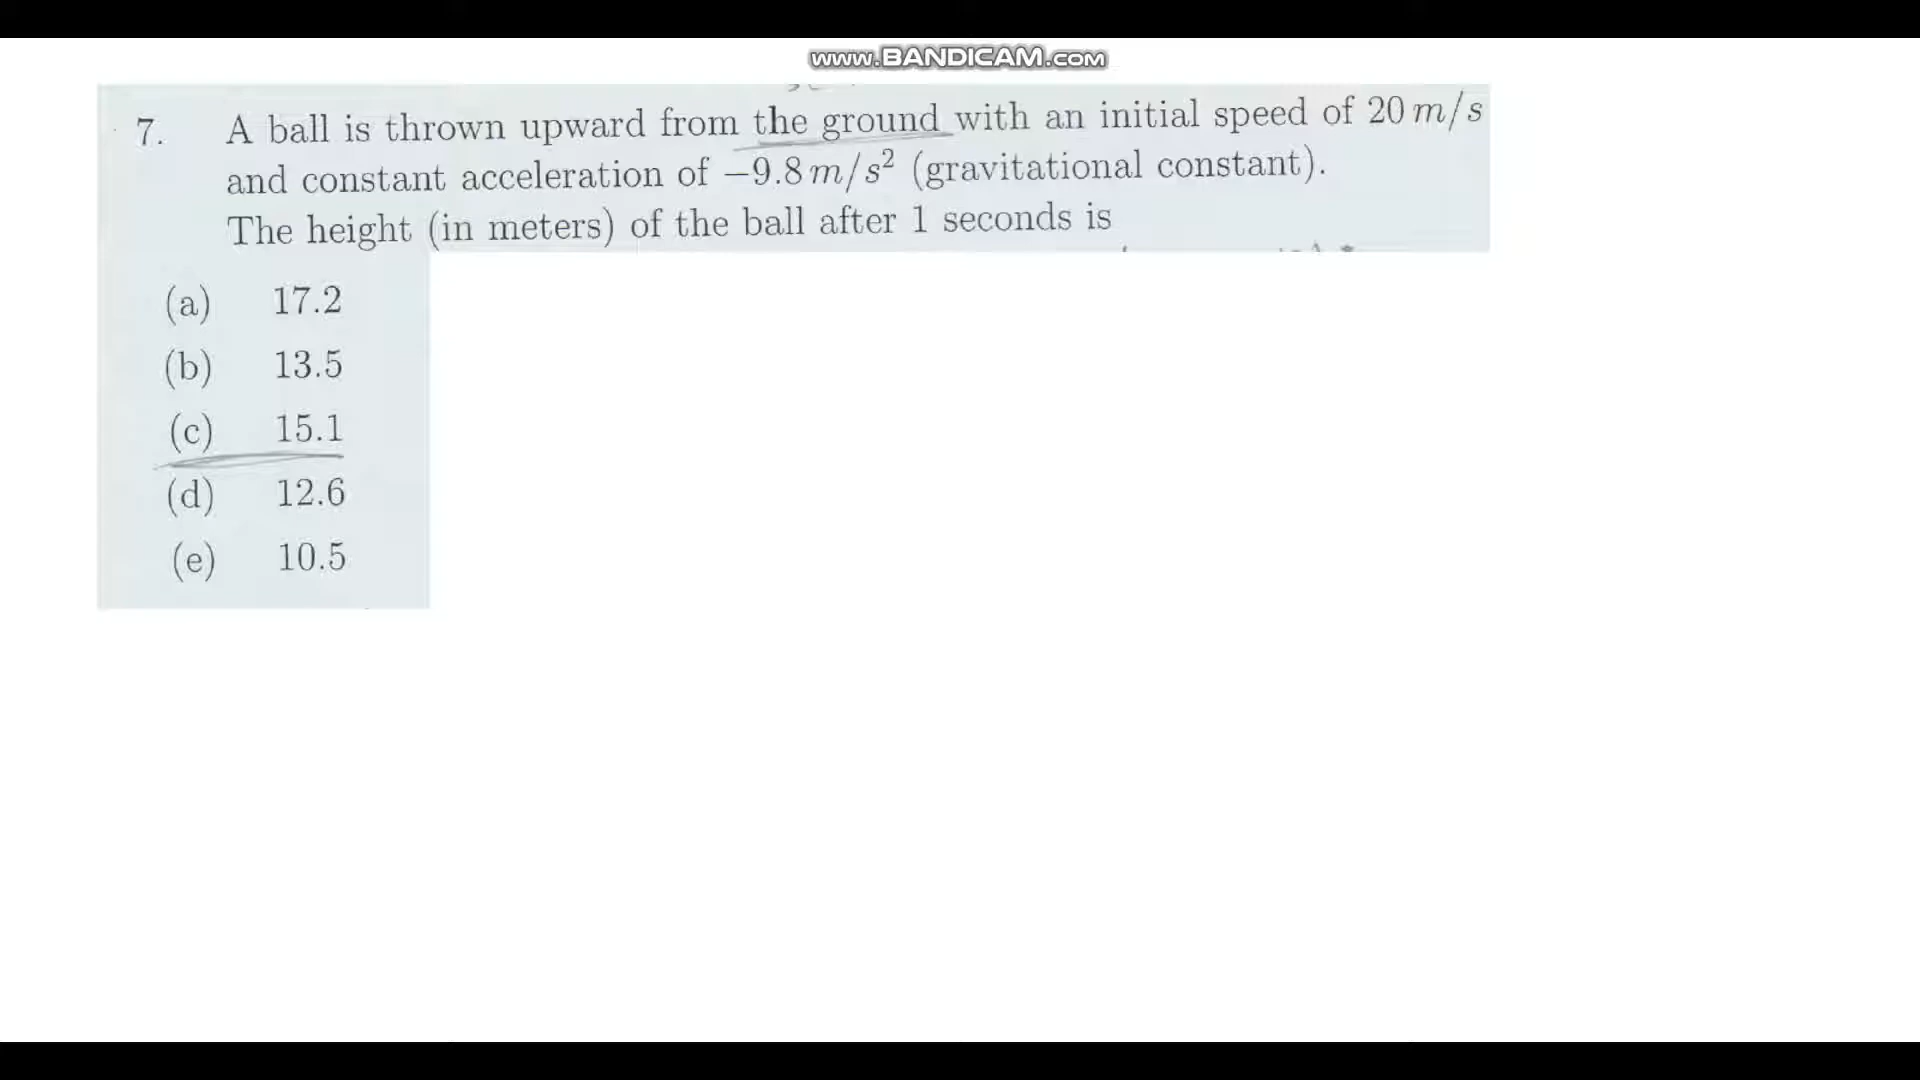 www.BANDICAM.com
7. A ball is thrown upward from the ground with an initial speed of 20 m/s
and constant acceleration of −9.8 m/s² (gravitational constant).
The height (in meters) of the ball after 1 seconds is
(a) 17.2
(b) 13.5
(c) 15.1
(d) 12.6
(e) 10.5